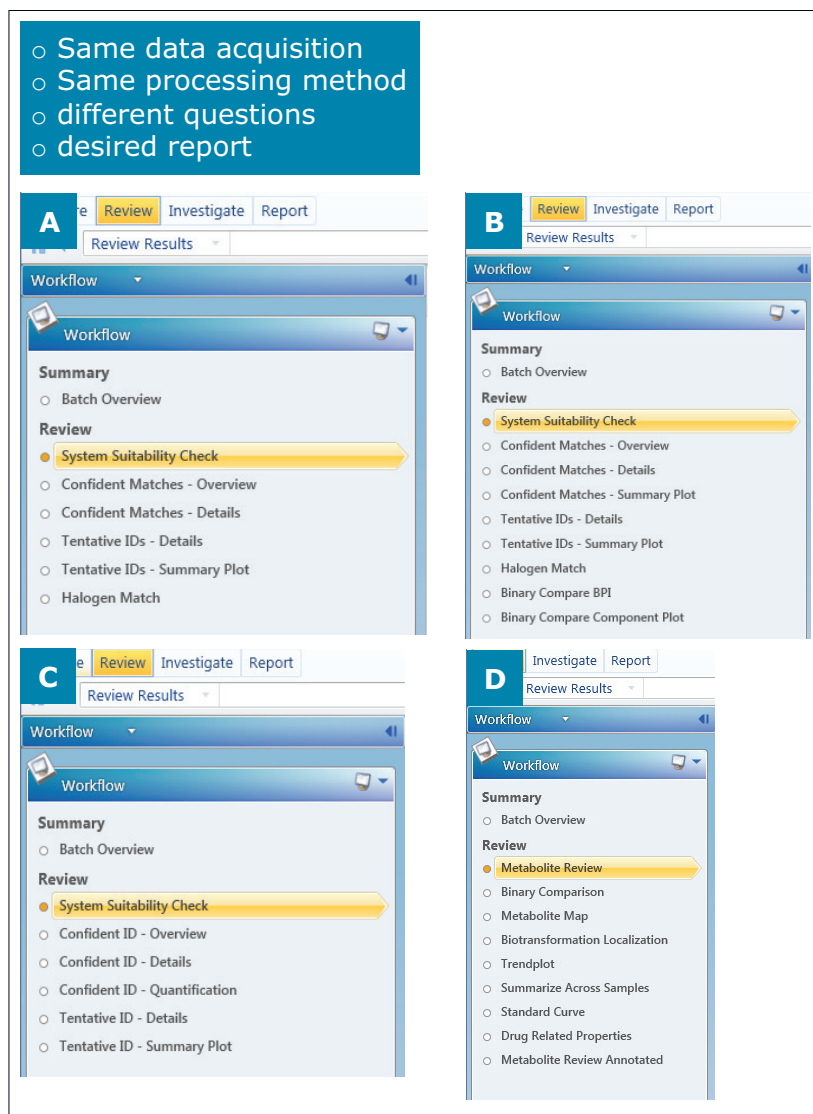 ○ Same data acquisition
○ Same processing method
○ different questions
○ desired report
A
Review Investigate Report
Review Results
Workflow
Workflow
Summary
Batch Overview
Review
System Suitability Check
Confident Matches - Overview
Confident Matches - Details
Tentative IDs - Details
Tentative IDs - Summary Plot
Halogen Match
B
Review Investigate Report
Review Results
Workflow
Workflow
Summary
Batch Overview
Review
System Suitability Check
Confident Matches - Overview
Confident Matches - Details
Confident Matches - Summary Plot
Tentative IDs - Details
Tentative IDs - Summary Plot
Halogen Match
Binary Compare BPI
Binary Compare Component Plot
C
Review Investigate Report
Review Results
Workflow
Workflow
Summary
Batch Overview
Review
System Suitability Check
Confident ID - Overview
Confident ID - Details
Confident ID - Quantification
Tentative ID - Details
Tentative ID - Summary Plot
D
Investigate Report
Review Results
Workflow
Workflow
Summary
Batch Overview
Review
Metabolite Review
Binary Comparison
Metabolite Map
Biotransformation Localization
Trendplot
Summarize Across Samples
Standard Curve
Drug Related Properties
Metabolite Review Annotated